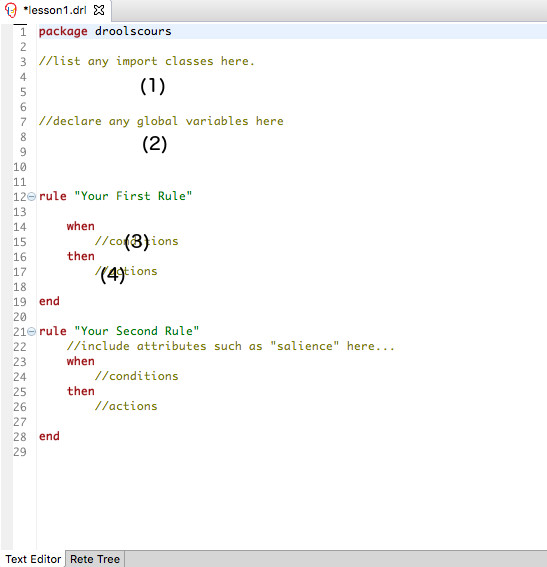 *lesson1.drl
1 package droolscours
2
3 //list any import classes here.
4
5 (1)
6
7 //declare any global variables here
8 (2)
9
10
11
12 rule "Your First Rule"
13
14 when
15 //conditions (3)
16 then
17 //actions (4)
18
19 end
20
21 rule "Your Second Rule"
22 //include attributes such as "salience" here...
23 when
24 //conditions
25 then
26 //actions
27
28 end
29
Text Editor Rete Tree